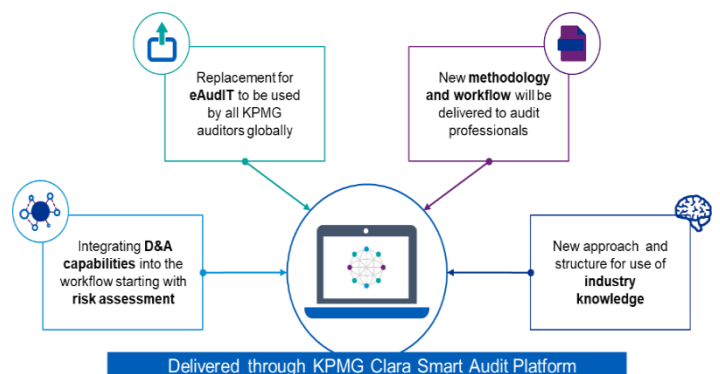 Replacement for
eAudIT to be used
by all KPMG
auditors globally
New methodology
and workflow will be
delivered to audit
professionals
Integrating D&A
capabilities into the
workflow starting with
risk assessment
New approach and
structure for use of
industry
knowledge
Delivered through KPMG Clara Smart Audit Platform